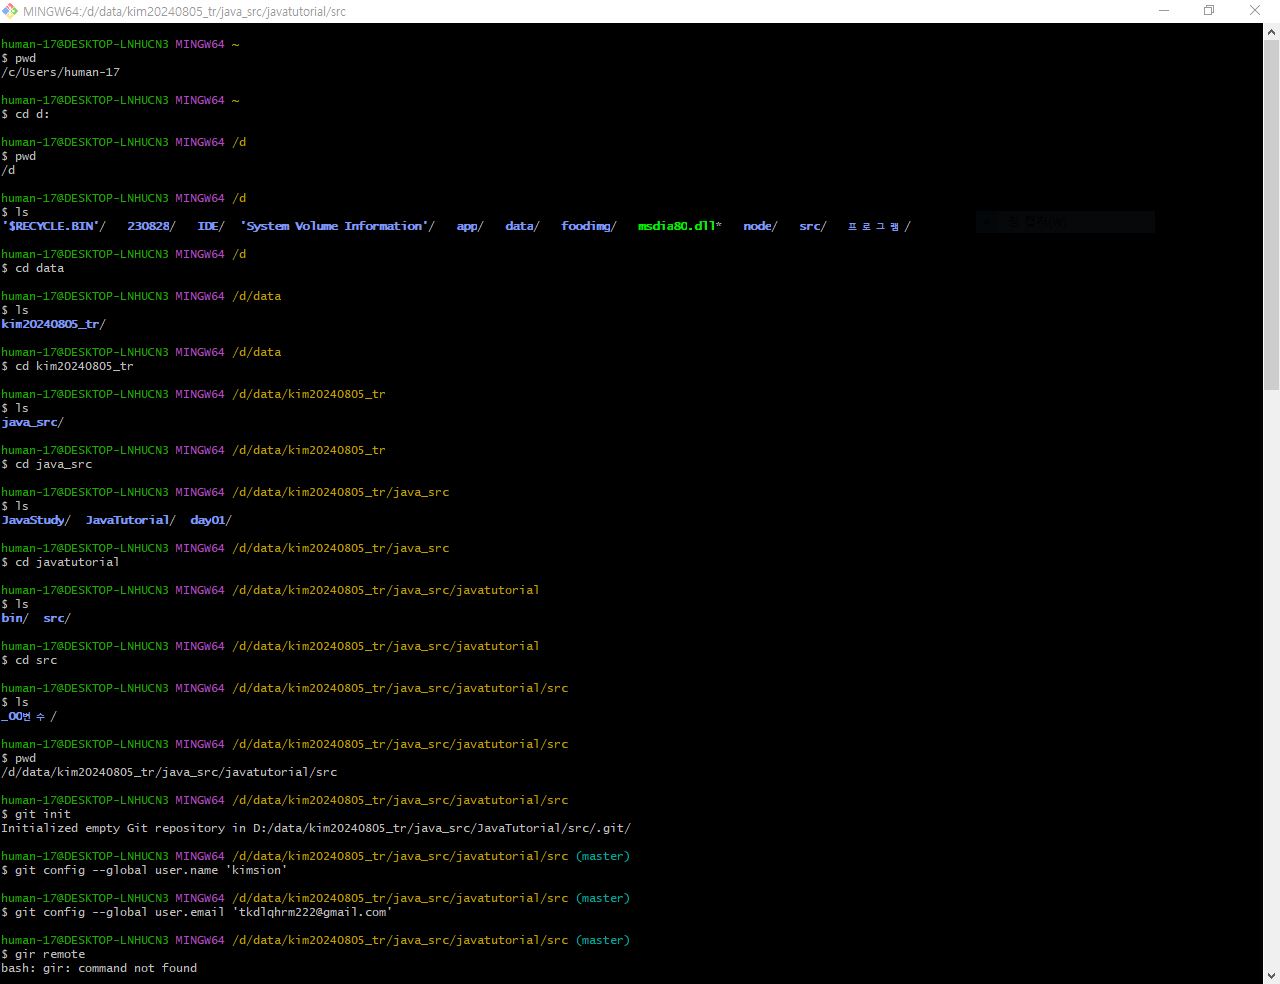 MINGW64:/d/data/kim20240805_tr/java_src/javatutorial/src
human-17@DESKTOP-LNHUCN3 MINGW64 ~
$ pwd
/c/Users/human-17
human-17@DESKTOP-LNHUCN3 MINGW64 ~
$ cd d:
human-17@DESKTOP-LNHUCN3 MINGW64 /d
$ pwd
/d
human-17@DESKTOP-LNHUCN3 MINGW64 /d
$ ls
'$RECYCLE.BIN'/ 230828/ IDE/ 'System Volume Information'/ app/ data/ foodimg/ msdia80.dll* node/ src/ 프로그램/
human-17@DESKTOP-LNHUCN3 MINGW64 /d
$ cd data
human-17@DESKTOP-LNHUCN3 MINGW64 /d/data
$ ls
kim20240805_tr/
human-17@DESKTOP-LNHUCN3 MINGW64 /d/data
$ cd kim20240805_tr
human-17@DESKTOP-LNHUCN3 MINGW64 /d/data/kim20240805_tr
$ ls
java_src/
human-17@DESKTOP-LNHUCN3 MINGW64 /d/data/kim20240805_tr
$ cd java_src
human-17@DESKTOP-LNHUCN3 MINGW64 /d/data/kim20240805_tr/java_src
$ ls
JavaStudy/ JavaTutorial/ day01/
human-17@DESKTOP-LNHUCN3 MINGW64 /d/data/kim20240805_tr/java_src
$ cd javatutorial
human-17@DESKTOP-LNHUCN3 MINGW64 /d/data/kim20240805_tr/java_src/javatutorial
$ ls
bin/ src/
human-17@DESKTOP-LNHUCN3 MINGW64 /d/data/kim20240805_tr/java_src/javatutorial
$ cd src
human-17@DESKTOP-LNHUCN3 MINGW64 /d/data/kim20240805_tr/java_src/javatutorial/src
$ ls
_00변수/
human-17@DESKTOP-LNHUCN3 MINGW64 /d/data/kim20240805_tr/java_src/javatutorial/src
$ pwd
/d/data/kim20240805_tr/java_src/javatutorial/src
human-17@DESKTOP-LNHUCN3 MINGW64 /d/data/kim20240805_tr/java_src/javatutorial/src
$ git init
Initialized empty Git repository in D:/data/kim20240805_tr/java_src/JavaTutorial/src/.git/
human-17@DESKTOP-LNHUCN3 MINGW64 /d/data/kim20240805_tr/java_src/javatutorial/src (master)
$ git config --global user.name 'kimsion'
human-17@DESKTOP-LNHUCN3 MINGW64 /d/data/kim20240805_tr/java_src/javatutorial/src (master)
$ git config --global user.email 'tkdlqhrm222@gmail.com'
human-17@DESKTOP-LNHUCN3 MINGW64 /d/data/kim20240805_tr/java_src/javatutorial/src (master)
$ gir remote
bash: gir: command not found